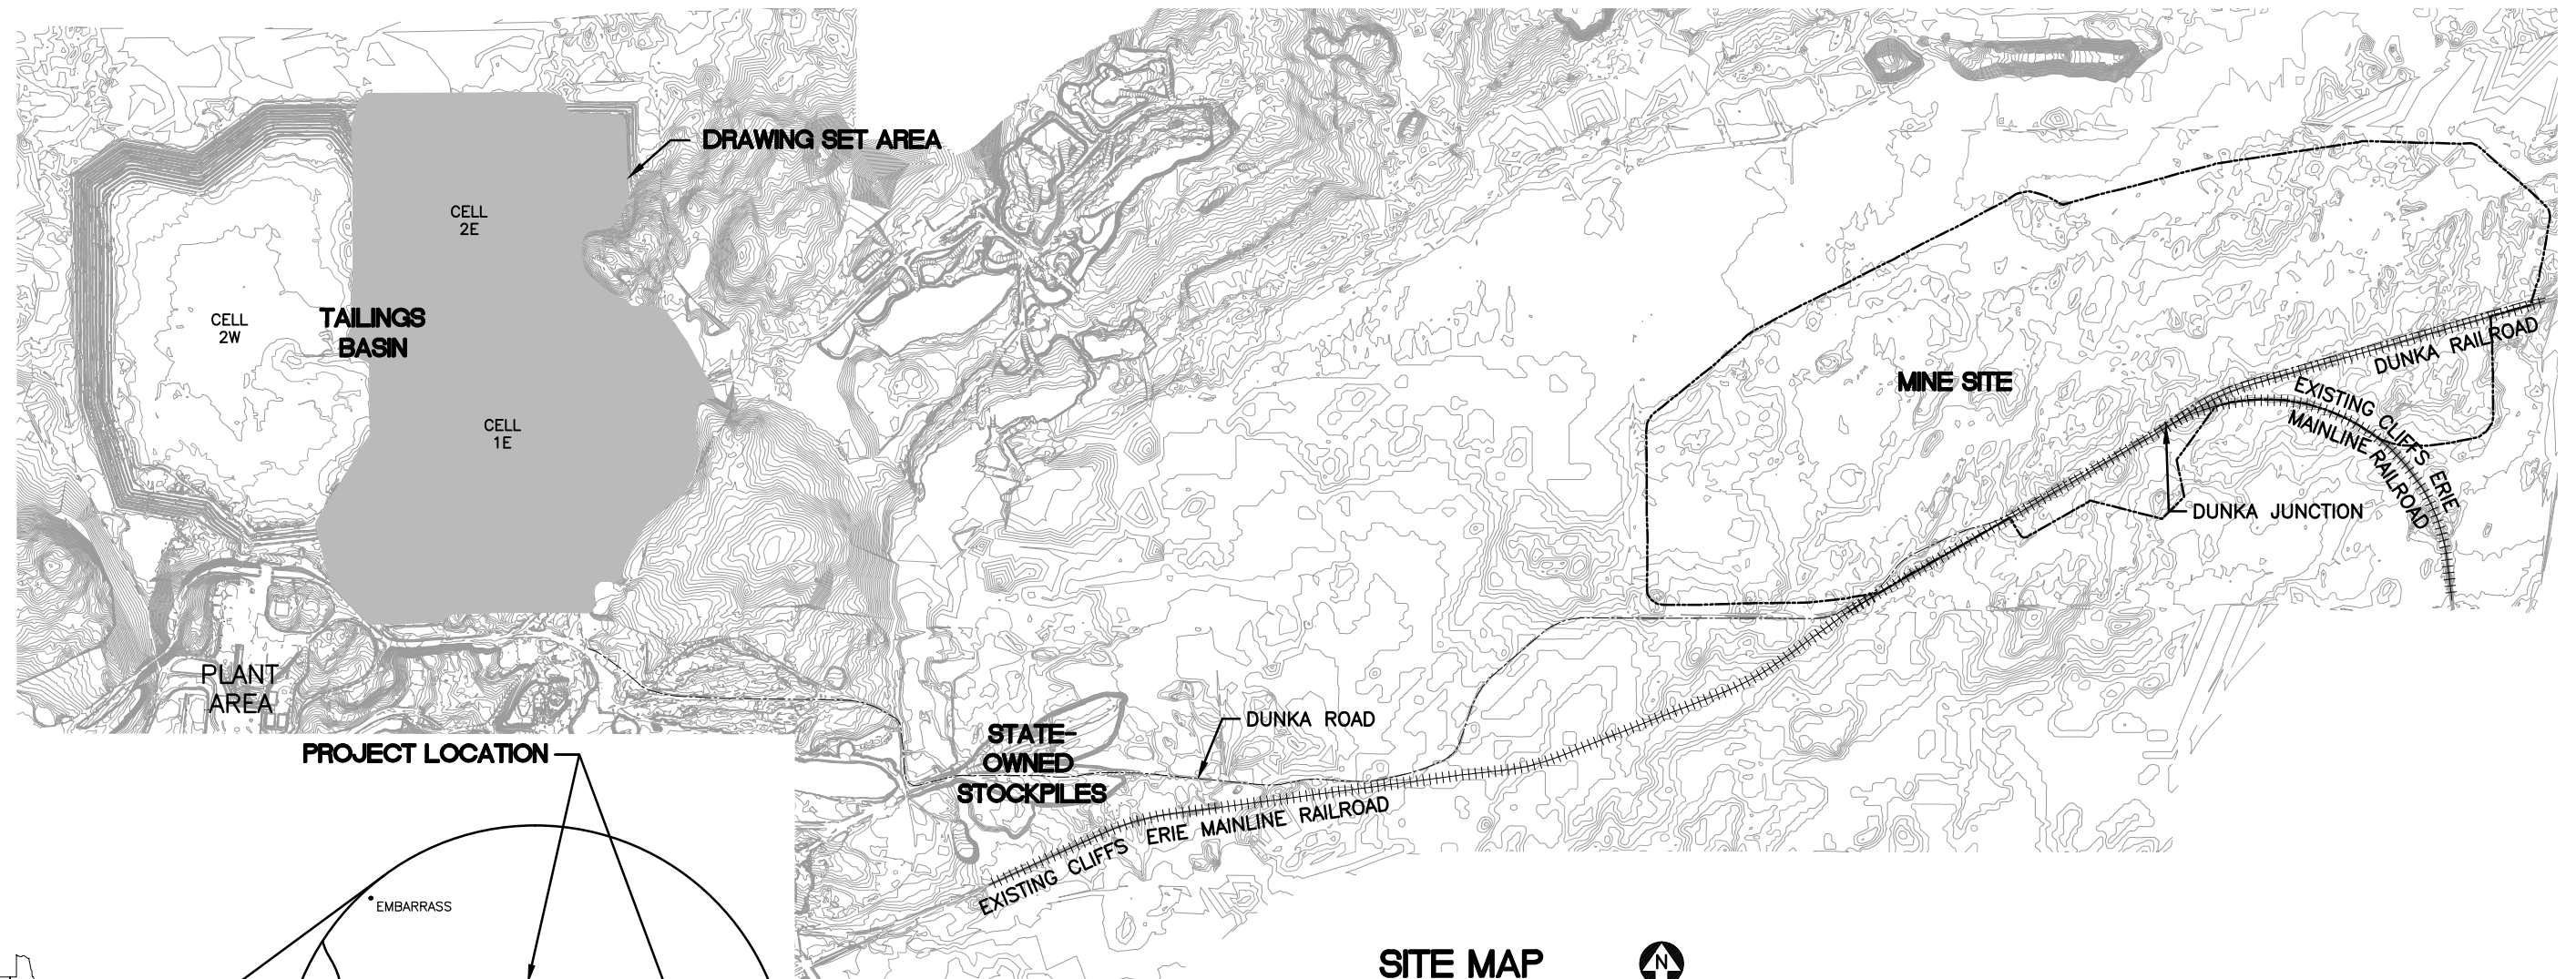 DRAWING SET AREA
CELL
2E
CELL
2W
TAILINGS
BASIN
CELL
1E
MINE SITE
DUNKA RAILROAD
EXISTING CLIFFS ERIE
MAINLINE RAILROAD
DUNKA JUNCTION
PLANT
AREA
STATE-
OWNED
STOCKPILES
DUNKA ROAD
EXISTING CLIFFS ERIE MAINLINE RAILROAD
PROJECT LOCATION
EMBARRASS
SITE MAP
N